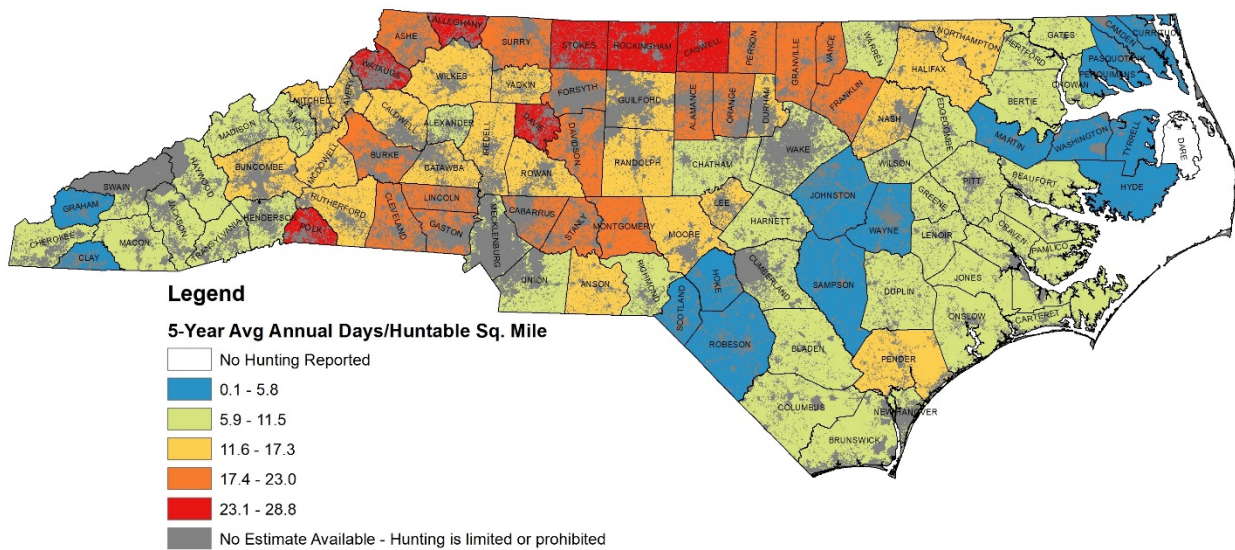 ALLEGHANY
ASHE
SURRY
STOKES
ROCKINGHAM
CASWELL
PERSON
GRANVILLE
VANCE
WARREN
NORTHAMPTON
HERTFORD
GATES
CAMDEN
CURRITUCK
PASQUOTANK
PERQUIMANS
CHOWAN
WATAUGA
WILKES
YADKIN
FORSYTH
GUILFORD
ALAMANCE
ORANGE
DURHAM
FRANKLIN
HALIFAX
BERTIE
MITCHELL
AVERY
CALDWELL
ALEXANDER
IREDELL
DAVIE
DAVIDSON
RANDOLPH
CHATHAM
WAKE
NASH
EDGECOMBE
MARTIN
WASHINGTON
TYRRELL
DARE
MADISON
YANCEY
BUNCOMBE
MCDOWELL
BURKE
CATAWBA
ROWAN
WILSON
PITT
BEAUFORT
HYDE
SWAIN
HAYWOOD
GRAHAM
JACKSON
HENDERSON
TRANSYLVANIA
POLK
RUTHERFORD
CLEVELAND
LINCOLN
GASTON
MECKLENBURG
CABARRUS
STANLY
MONTGOMERY
MOORE
LEE
HARNETT
JOHNSTON
WAYNE
GREENE
LENOIR
CRAVEN
PAMLICO
CHEROKEE
CLAY
MACON
UNION
ANSON
RICHMOND
SCOTLAND
HOKE
CUMBERLAND
SAMPSON
DUPLIN
JONES
ONSLOW
CARTERET
ROBESON
BLADEN
PENDER
COLUMBUS
NEW HANOVER
BRUNSWICK
Legend
5-Year Avg Annual Days/Huntable Sq. Mile
No Hunting Reported
0.1 - 5.8
5.9 - 11.5
11.6 - 17.3
17.4 - 23.0
23.1 - 28.8
No Estimate Available - Hunting is limited or prohibited